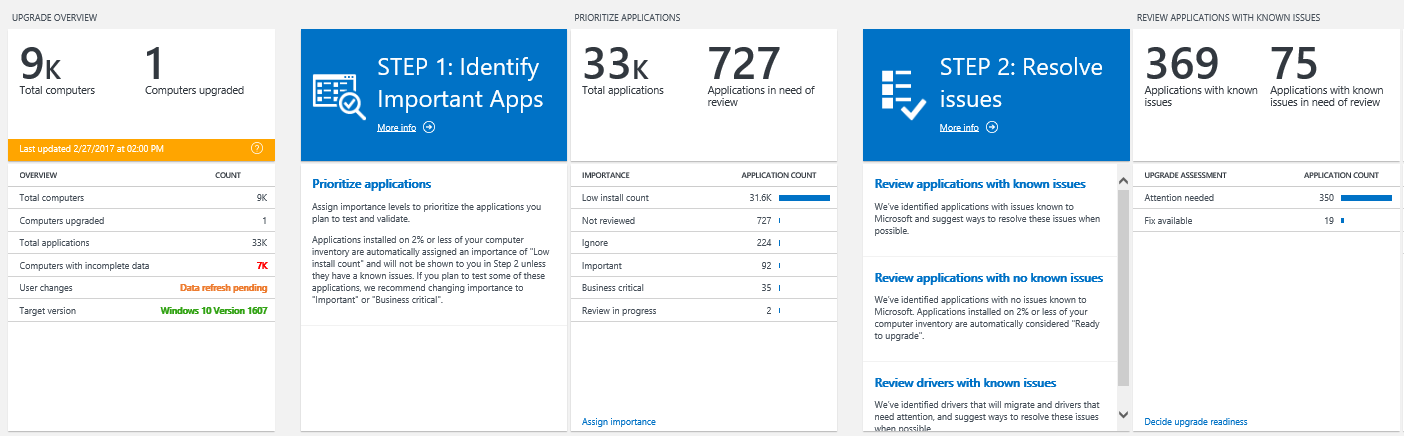 UPGRADE OVERVIEW
9K
Total computers
1
Computers upgraded
Last updated 2/27/2017 at 02:00 PM
?
OVERVIEW COUNT
Total computers 9K
Computers upgraded 1
Total applications 33K
Computers with incomplete data 7K
User changes Data refresh pending
Target version Windows 10 Version 1607
PRIORITIZE APPLICATIONS
STEP 1: Identify
Important Apps
More info
Prioritize applications
Assign importance levels to prioritize the applications you
plan to test and validate.
Applications installed on 2% or less of your computer
inventory are automatically assigned an importance of "Low
install count" and will not be shown to you in Step 2 unless
they have a known issues. If you plan to test some of these
applications, we recommend changing importance to
"Important" or "Business critical".
33K
Total applications
727
Applications in need of
review
IMPORTANCE APPLICATION COUNT
Low install count 31.6K
Not reviewed 727
Ignore 224
Important 92
Business critical 35
Review in progress 2
Assign importance
STEP 2: Resolve
issues
More info
Review applications with known issues
We've identified applications with issues known to
Microsoft and suggest ways to resolve these issues when
possible.
Review applications with no known issues
We've identified applications with no issues known to
Microsoft. Applications installed on 2% or less of your
computer inventory are automatically considered "Ready
to upgrade".
Review drivers with known issues
We've identified drivers that will migrate and drivers that
need attention, and suggest ways to resolve these issues
when possible.
REVIEW APPLICATIONS WITH KNOWN ISSUES
369
Applications with known
issues
75
Applications with known
issues in need of review
UPGRADE ASSESSMENT APPLICATION COUNT
Attention needed 350
Fix available 19
Decide upgrade readiness